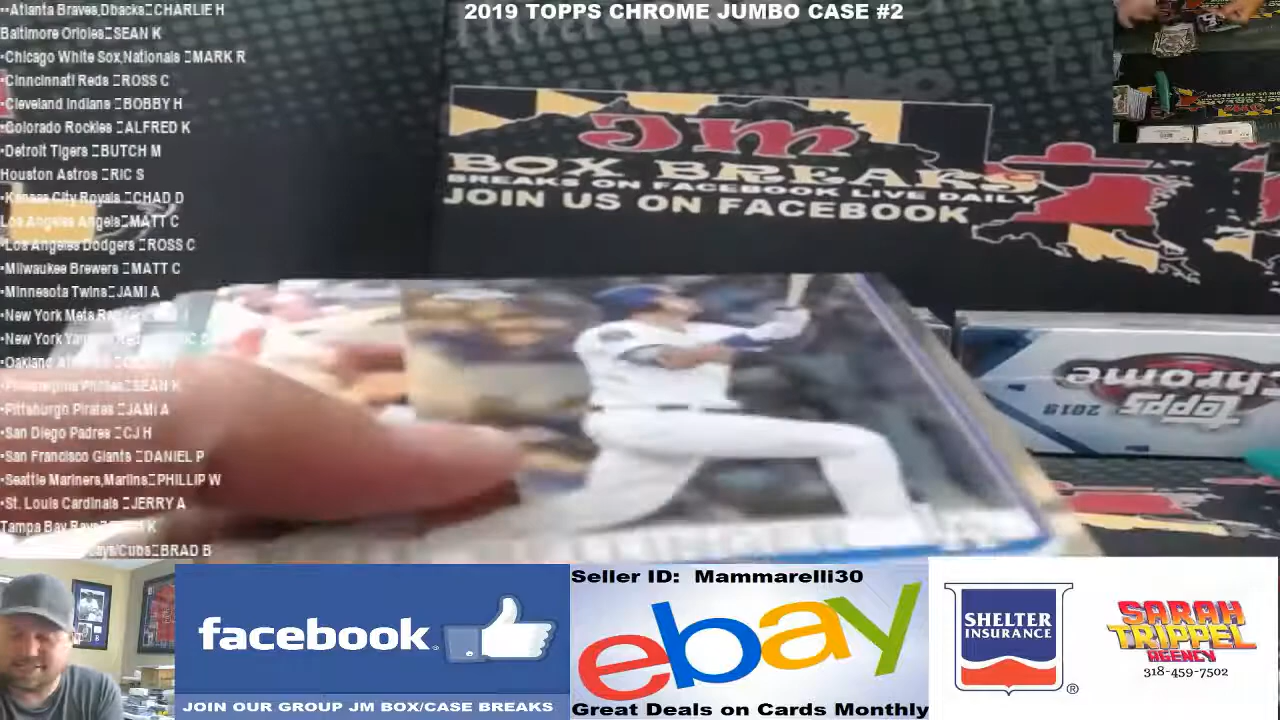 2019 TOPPS CHROME JUMBO CASE #2
Atlanta Braves,Dbacks CHARLIE H
Baltimore Orioles SEAN K
Chicago White Sox,Nationals MARK R
Cinncinnati Reds ROSS C
Cleveland Indians BOBBY H
Colorado Rockies ALFRED K
Detroit Tigers BUTCH M
Houston Astros ERIC S
Kansas City Royals CHAD D
Los Angeles Angels MATT C
Los Angeles Dodgers ROSS C
Milwaukee Brewers MATT C
Minnesota Twins JAMI A
New York Mets
New York
Oakland
Philadelphia Phillies SEAN K
Pittsburgh Pirates JAMI A
San Diego Padres CJ H
San Francisco Giants DANIEL P
Seattle Mariners,Marlins PHILLIP W
St. Louis Cardinals JERRY A
Tampa Bay Rays K
/Cubs BRAD B
JM
BOX BREAKS
BREAKS ON FACEBOOK LIVE DAILY
JOIN US ON FACEBOOK
2019 Topps
Chrome
facebook
JOIN OUR GROUP JM BOX/CASE BREAKS
Seller ID: Mammarelli30
ebay
Great Deals on Cards Monthly
SHELTER
INSURANCE
®
SARAH
TRIPPEL
AGENCY
318-459-7502